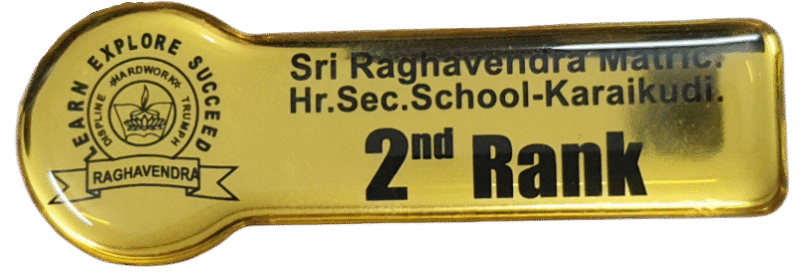 LEARN EXPLORE SUCCEED
DISPLINE HARDWORK TRUMPH
RAGHAVENDRA
Sri Raghavendra Matric.
Hr.Sec.School-Karaikudi.
2nd Rank